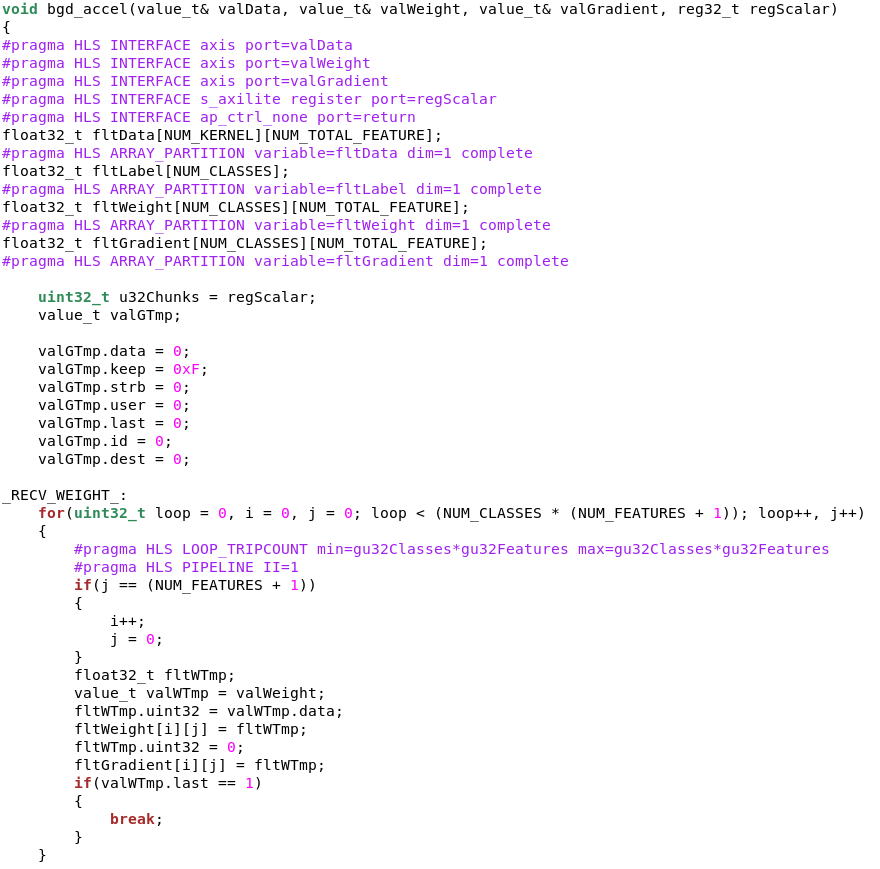 void bgd_accel(value_t& valData, value_t& valWeight, value_t& valGradient, reg32_t regScalar)
{
#pragma HLS INTERFACE axis port=valData
#pragma HLS INTERFACE axis port=valWeight
#pragma HLS INTERFACE axis port=valGradient
#pragma HLS INTERFACE s_axilite register port=regScalar
#pragma HLS INTERFACE ap_ctrl_none port=return
float32_t fltData[NUM_KERNEL][NUM_TOTAL_FEATURE];
#pragma HLS ARRAY_PARTITION variable=fltData dim=1 complete
float32_t fltLabel[NUM_CLASSES];
#pragma HLS ARRAY_PARTITION variable=fltLabel dim=1 complete
float32_t fltWeight[NUM_CLASSES][NUM_TOTAL_FEATURE];
#pragma HLS ARRAY_PARTITION variable=fltWeight dim=1 complete
float32_t fltGradient[NUM_CLASSES][NUM_TOTAL_FEATURE];
#pragma HLS ARRAY_PARTITION variable=fltGradient dim=1 complete

    uint32_t u32Chunks = regScalar;
    value_t valGTmp;

    valGTmp.data = 0;
    valGTmp.keep = 0xF;
    valGTmp.strb = 0;
    valGTmp.user = 0;
    valGTmp.last = 0;
    valGTmp.id = 0;
    valGTmp.dest = 0;

_RECV_WEIGHT_:
    for(uint32_t loop = 0, i = 0, j = 0; loop < (NUM_CLASSES * (NUM_FEATURES + 1)); loop++, j++)
    {
        #pragma HLS LOOP_TRIPCOUNT min=gu32Classes*gu32Features max=gu32Classes*gu32Features
        #pragma HLS PIPELINE II=1
        if(j == (NUM_FEATURES + 1))
        {
            i++;
            j = 0;
        }
        float32_t fltWTmp;
        value_t valWTmp = valWeight;
        fltWTmp.uint32 = valWTmp.data;
        fltWeight[i][j] = fltWTmp;
        fltWTmp.uint32 = 0;
        fltGradient[i][j] = fltWTmp;
        if(valWTmp.last == 1)
        {
            break;
        }
    }